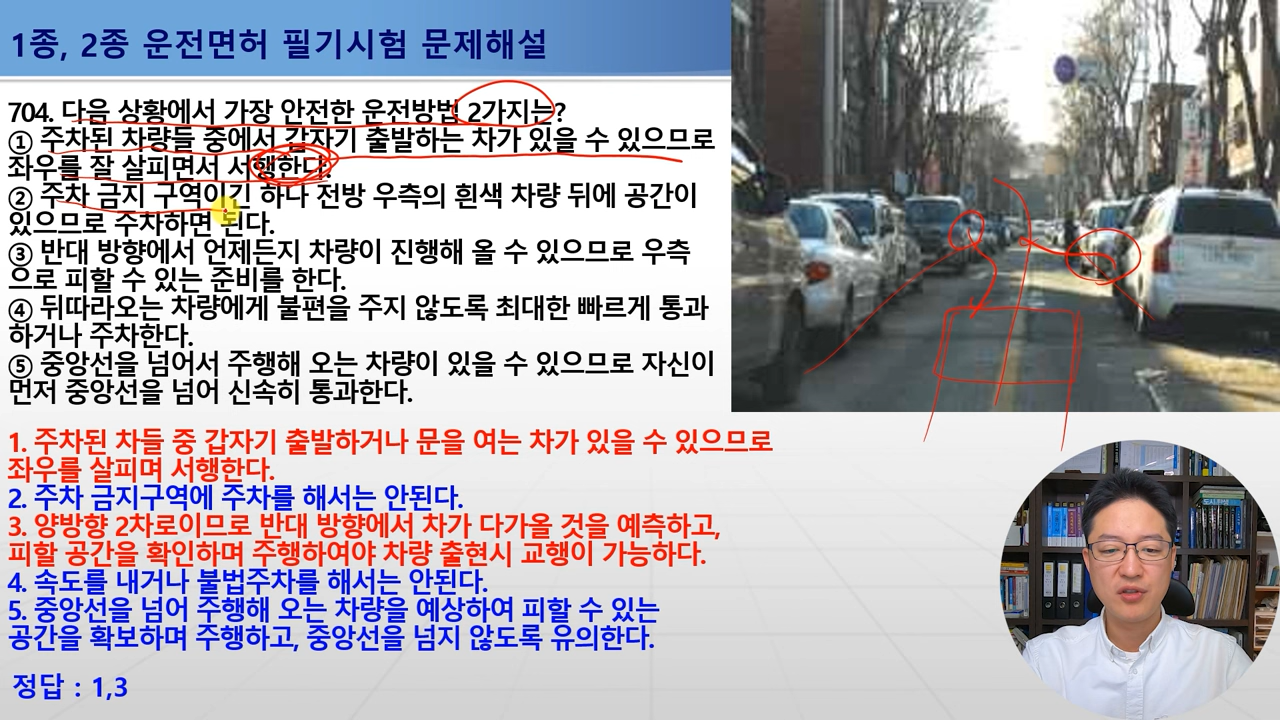 1종, 2종 운전면허 필기시험 문제해설
704. 다음 상황에서 가장 안전한 운전방법 2가지는?
① 주차된 차량들 중에서 갑자기 출발하는 차가 있을 수 있으므로
좌우를 잘 살피면서 서행한다.
② 주차 금지 구역이긴 하나 전방 우측의 흰색 차량 뒤에 공간이
있으므로 주차하면 된다.
③ 반대 방향에서 언제든지 차량이 진행해 올 수 있으므로 우측
으로 피할 수 있는 준비를 한다.
④ 뒤따라오는 차량에게 불편을 주지 않도록 최대한 빠르게 통과
하거나 주차한다.
⑤ 중앙선을 넘어서 주행해 오는 차량이 있을 수 있으므로 자신이
먼저 중앙선을 넘어 신속히 통과한다.
1. 주차된 차들 중 갑자기 출발하거나 문을 여는 차가 있을 수 있으므로
좌우를 살피며 서행한다.
2. 주차 금지구역에 주차를 해서는 안된다.
3. 양방향 2차로이므로 반대 방향에서 차가 다가올 것을 예측하고,
피할 공간을 확인하며 주행하여야 차량 출현시 교행이 가능하다.
4. 속도를 내거나 불법주차를 해서는 안된다.
5. 중앙선을 넘어 주행해 오는 차량을 예상하여 피할 수 있는
공간을 확보하며 주행하고, 중앙선을 넘지 않도록 유의한다.
정답 : 1,3